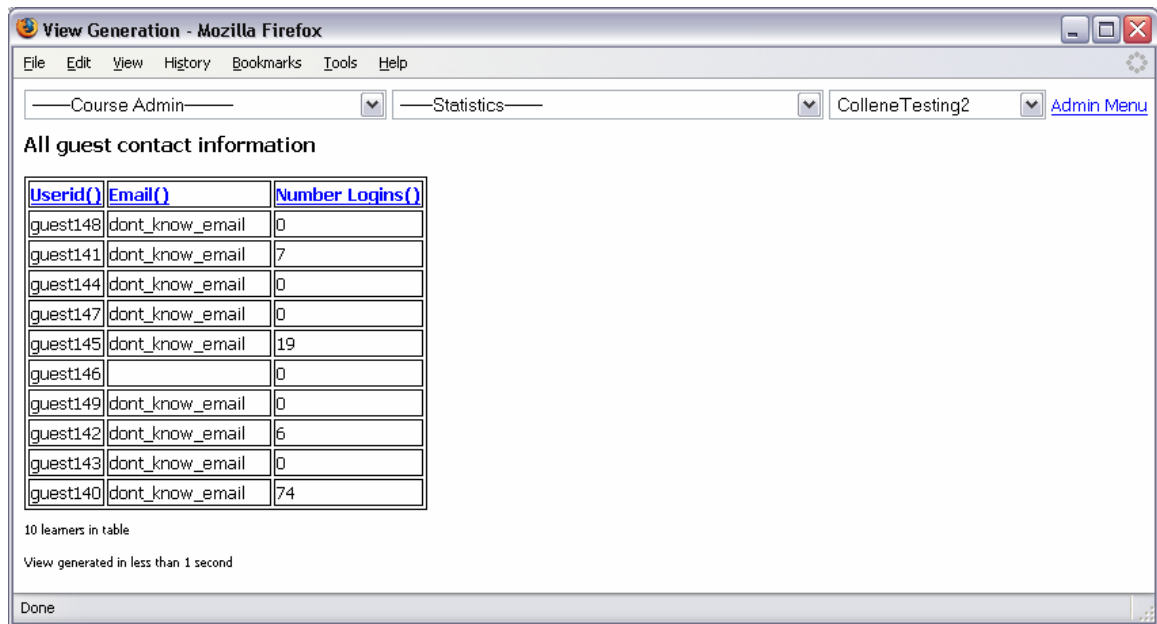 View Generation - Mozilla Firefox
File Edit View History Bookmarks Tools Help
——Course Admin—— ——Statistics—— ColleneTesting2 Admin Menu
All guest contact information
Userid() Email() Number Logins()
guest148 dont_know_email 0
guest141 dont_know_email 7
guest144 dont_know_email 0
guest147 dont_know_email 0
guest145 dont_know_email 19
guest146 0
guest149 dont_know_email 0
guest142 dont_know_email 6
guest143 dont_know_email 0
guest140 dont_know_email 74
10 learners in table
View generated in less than 1 second
Done